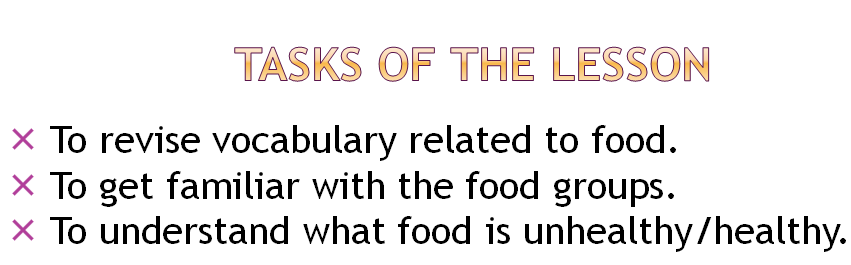 TASKS OF THE LESSON
× To revise vocabulary related to food.
× To get familiar with the food groups.
× To understand what food is unhealthy/healthy.